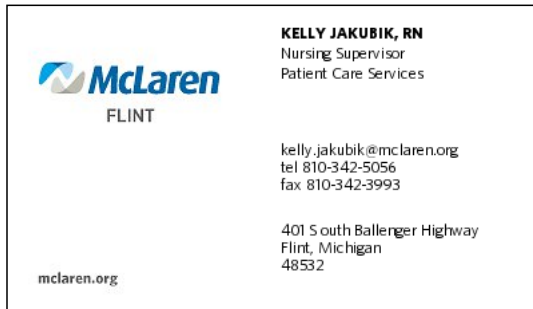 McLaren
FLINT
mclaren.org
KELLY JAKUBIK, RN
Nursing Supervisor
Patient Care Services
kelly.jakubik@mclaren.org
tel 810-342-5056
fax 810-342-3993
401 South Ballenger Highway
Flint, Michigan
48532